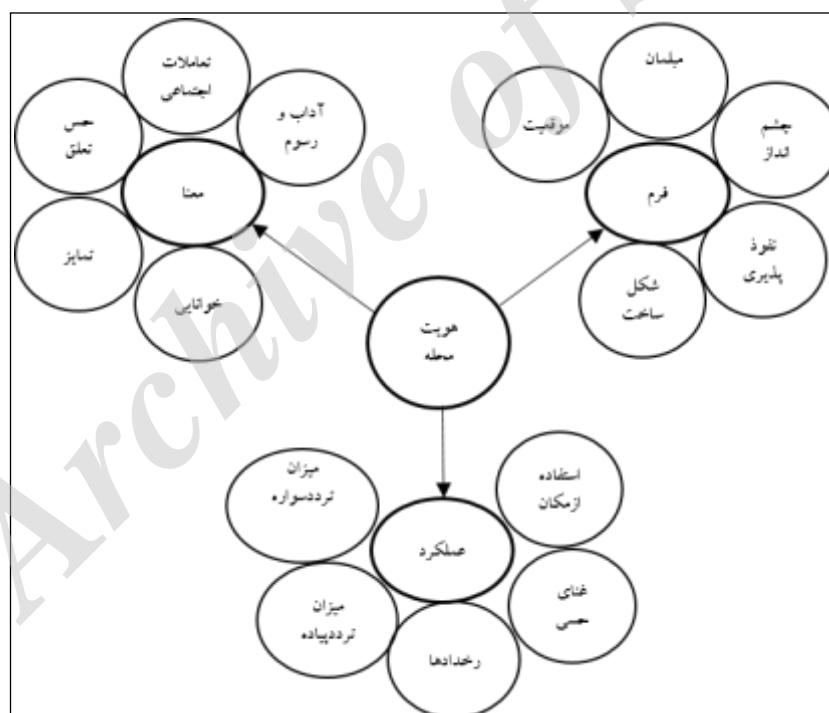 تعاملات
اجتماعی
آداب و
رسوم
حس
تعلق
معنا
تمایز
خوانایی
مبلمان
موقعیت
چشم
انداز
فرم
نفوذ
پذیری
شکل
ساخت
هویت
محله
میزان
ترددسواره
استفاده
ازمکان
عملکرد
میزان
ترددپیاده
غنای
حسی
رخدادها
Archive of